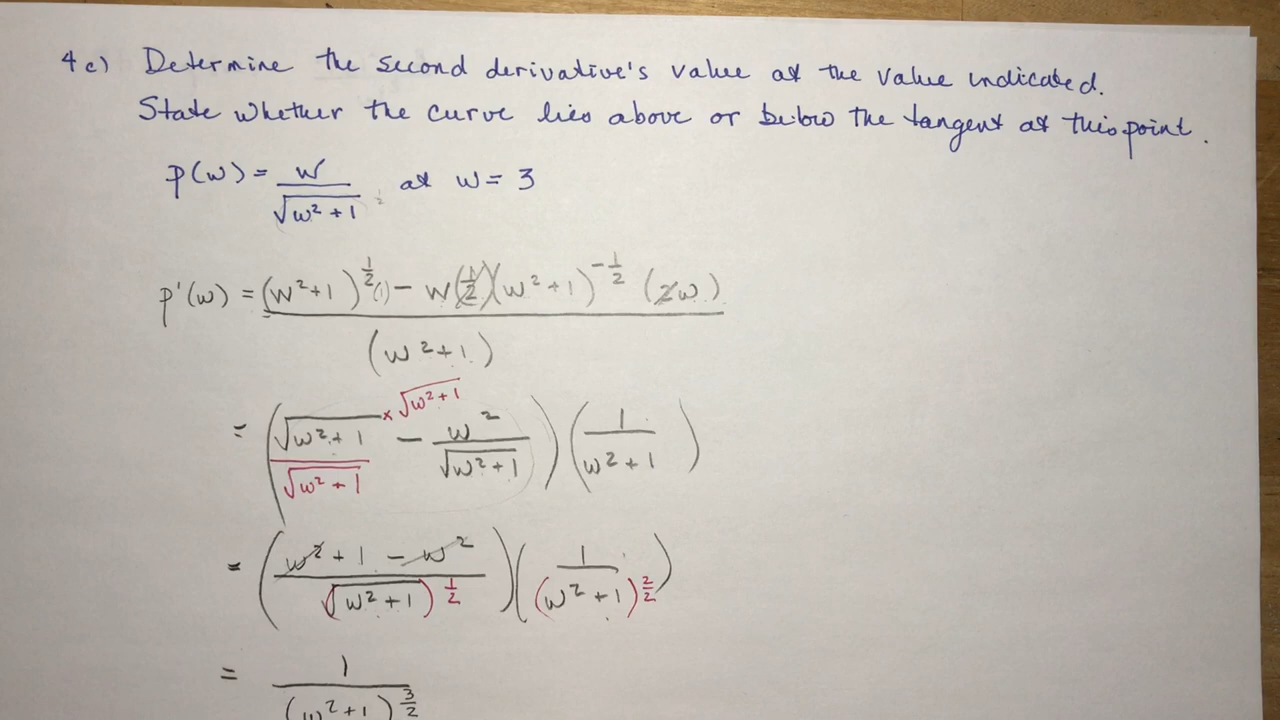 4c) Determine the second derivative's value at the value indicated.
State whether the curve lies above or below the tangent at this point.
p(w) = w / √(w² + 1) at w = 3
p'(w) = ((w²+1)^(1/2) (1) − w(1/2)(w²+1)^(−1/2) (2w)) / (w²+1)
= (√(w²+1) × √(w²+1) / √(w²+1) − w² / √(w²+1)) (1 / (w²+1))
= ((w² + 1 − w²) / √(w²+1)^(1/2)) (1 / (w²+1)^(2/2))
= 1 / (w²+1)^(3/2)